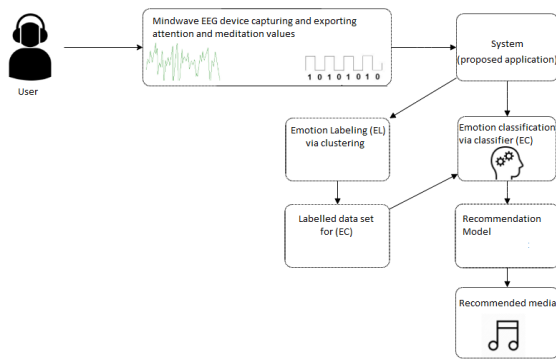 Mindwave EEG device capturing and exporting
attention and meditation values
1 0 1 0 1 0 1 0
User
System
(proposed application)
Emotion Labeling (EL)
via clustering
Emotion classification
via classifier (EC)
Labelled data set
for (EC)
Recommendation
Model
Recommended media